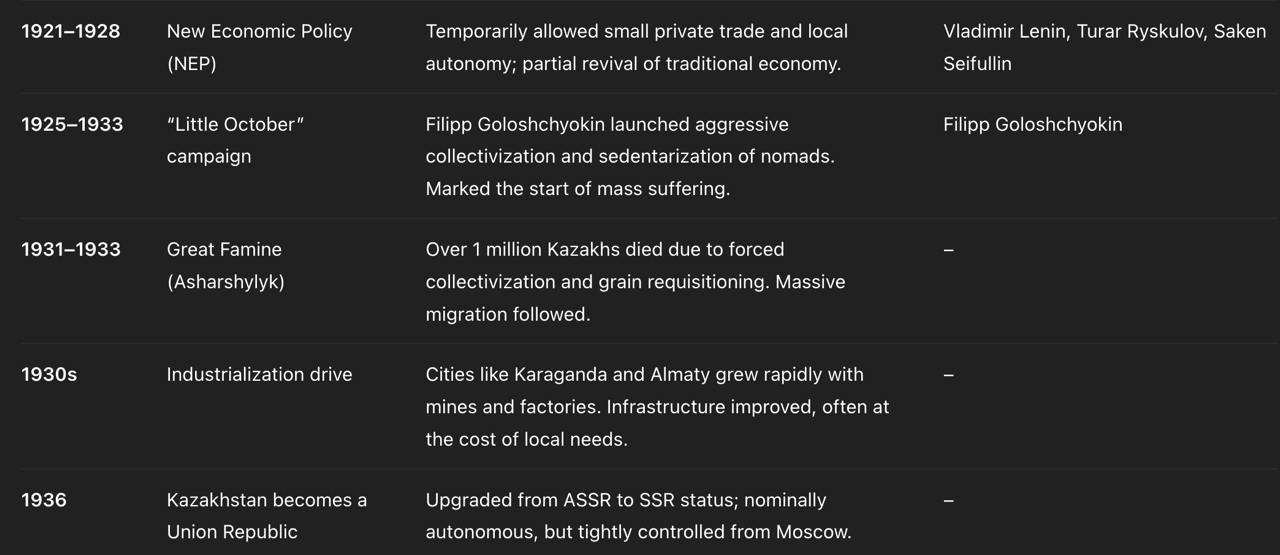 1921–1928
New Economic Policy
(NEP)
Temporarily allowed small private trade and local
autonomy; partial revival of traditional economy.
Vladimir Lenin, Turar Ryskulov, Saken
Seifullin
1925–1933
“Little October”
campaign
Filipp Goloshchyokin launched aggressive
collectivization and sedentarization of nomads.
Marked the start of mass suffering.
Filipp Goloshchyokin
1931–1933
Great Famine
(Asharshylyk)
Over 1 million Kazakhs died due to forced
collectivization and grain requisitioning. Massive
migration followed.
–
1930s
Industrialization drive
Cities like Karaganda and Almaty grew rapidly with
mines and factories. Infrastructure improved, often at
the cost of local needs.
–
1936
Kazakhstan becomes a
Union Republic
Upgraded from ASSR to SSR status; nominally
autonomous, but tightly controlled from Moscow.
–